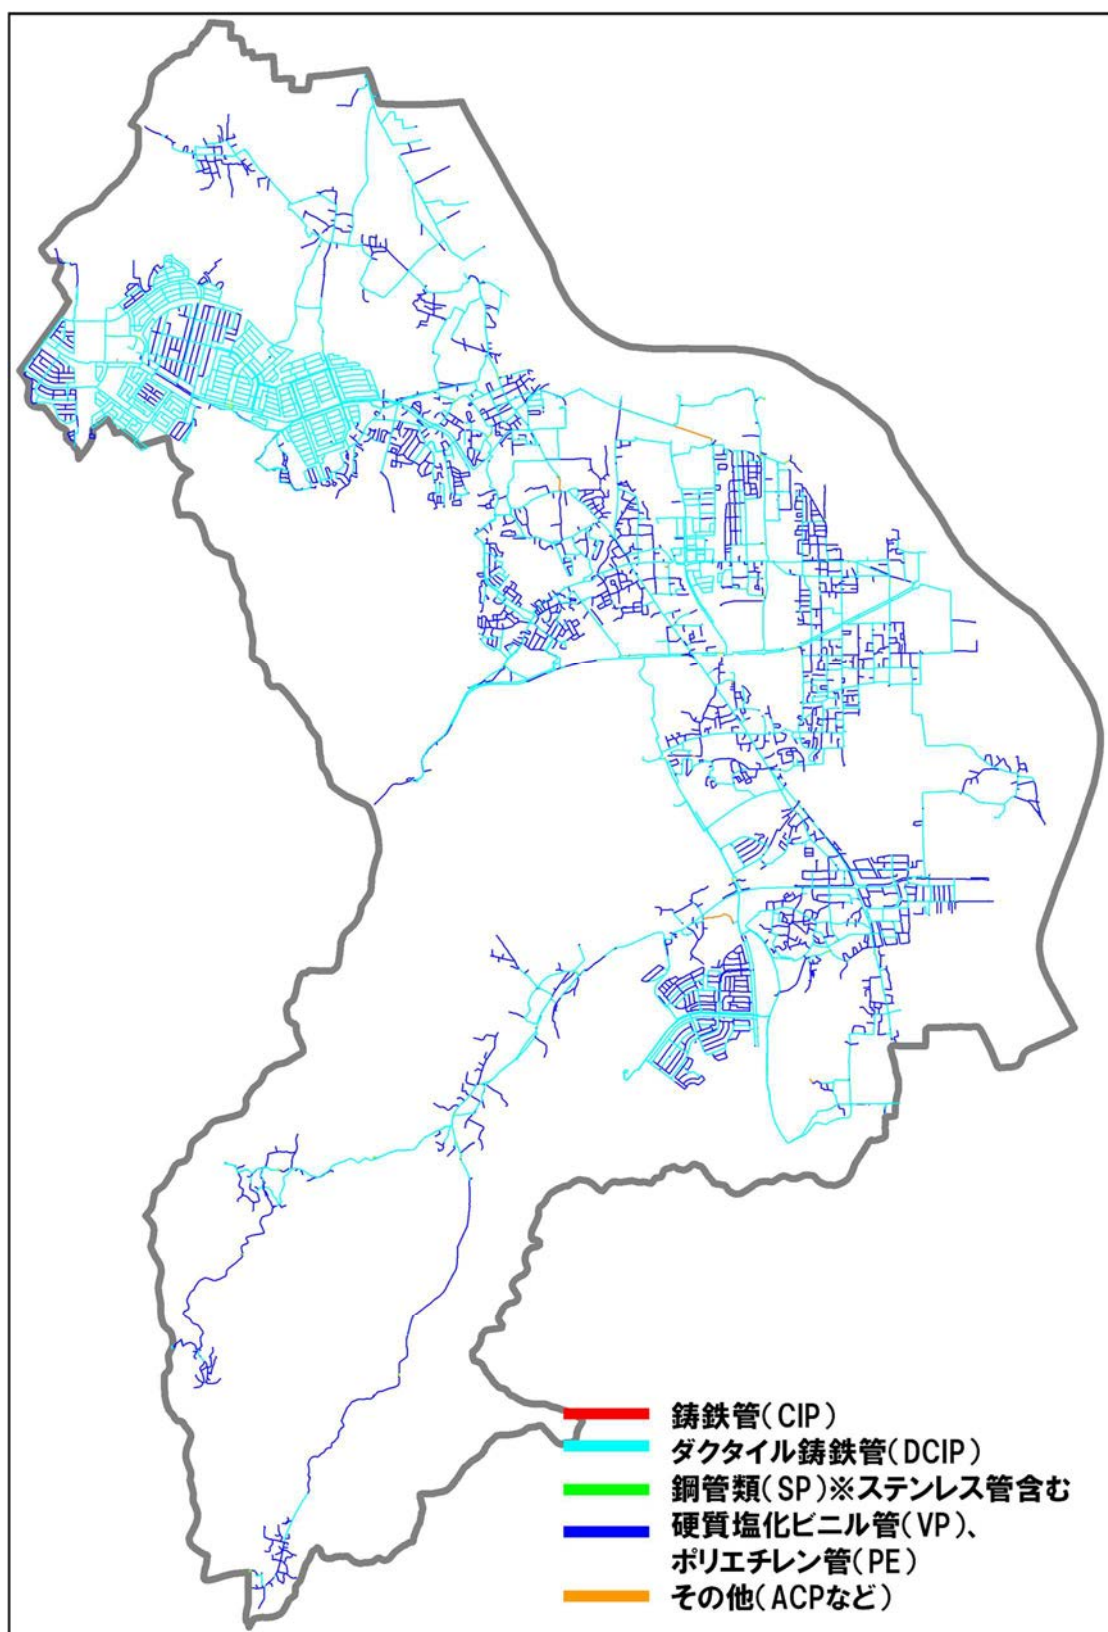 鋳鉄管(CIP)
ダクタイル鋳鉄管(DCIP)
鋼管類(SP)※ステンレス管含む
硬質塩化ビニル管(VP)、
ポリエチレン管(PE)
その他(ACPなど)